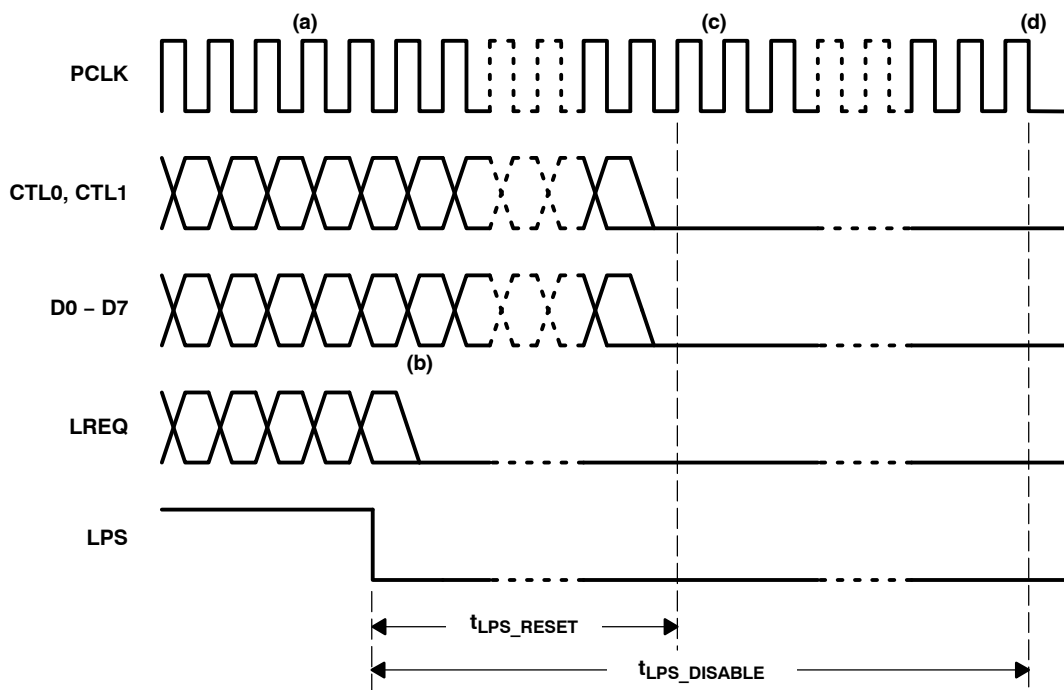 (a) (c) (d)
PCLK
CTL0, CTL1
D0 – D7
(b)
LREQ
LPS
tLPS_RESET
tLPS_DISABLE